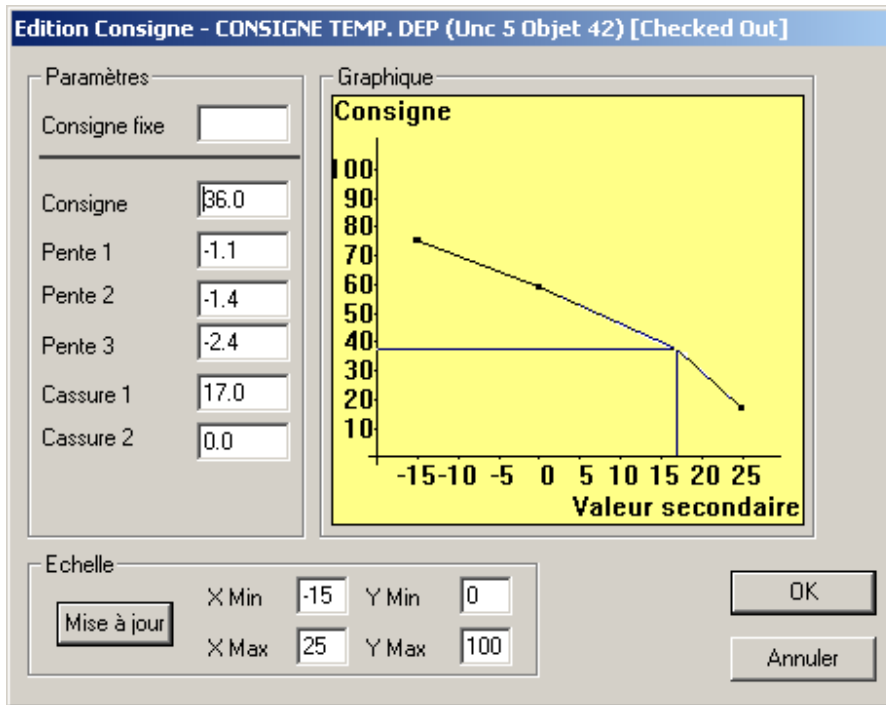 Edition Consigne - CONSIGNE TEMP. DEP (Unc 5 Objet 42) [Checked Out]
Paramètres
Consigne fixe
Consigne 36.0
Pente 1 -1.1
Pente 2 -1.4
Pente 3 -2.4
Cassure 1 17.0
Cassure 2 0.0
Graphique
Consigne
100
90
80
70
60
50
40
30
20
10
-15 -10 -5 0 5 10 15 20 25
Valeur secondaire
Echelle
Mise à jour
X Min -15 Y Min 0
X Max 25 Y Max 100
OK
Annuler